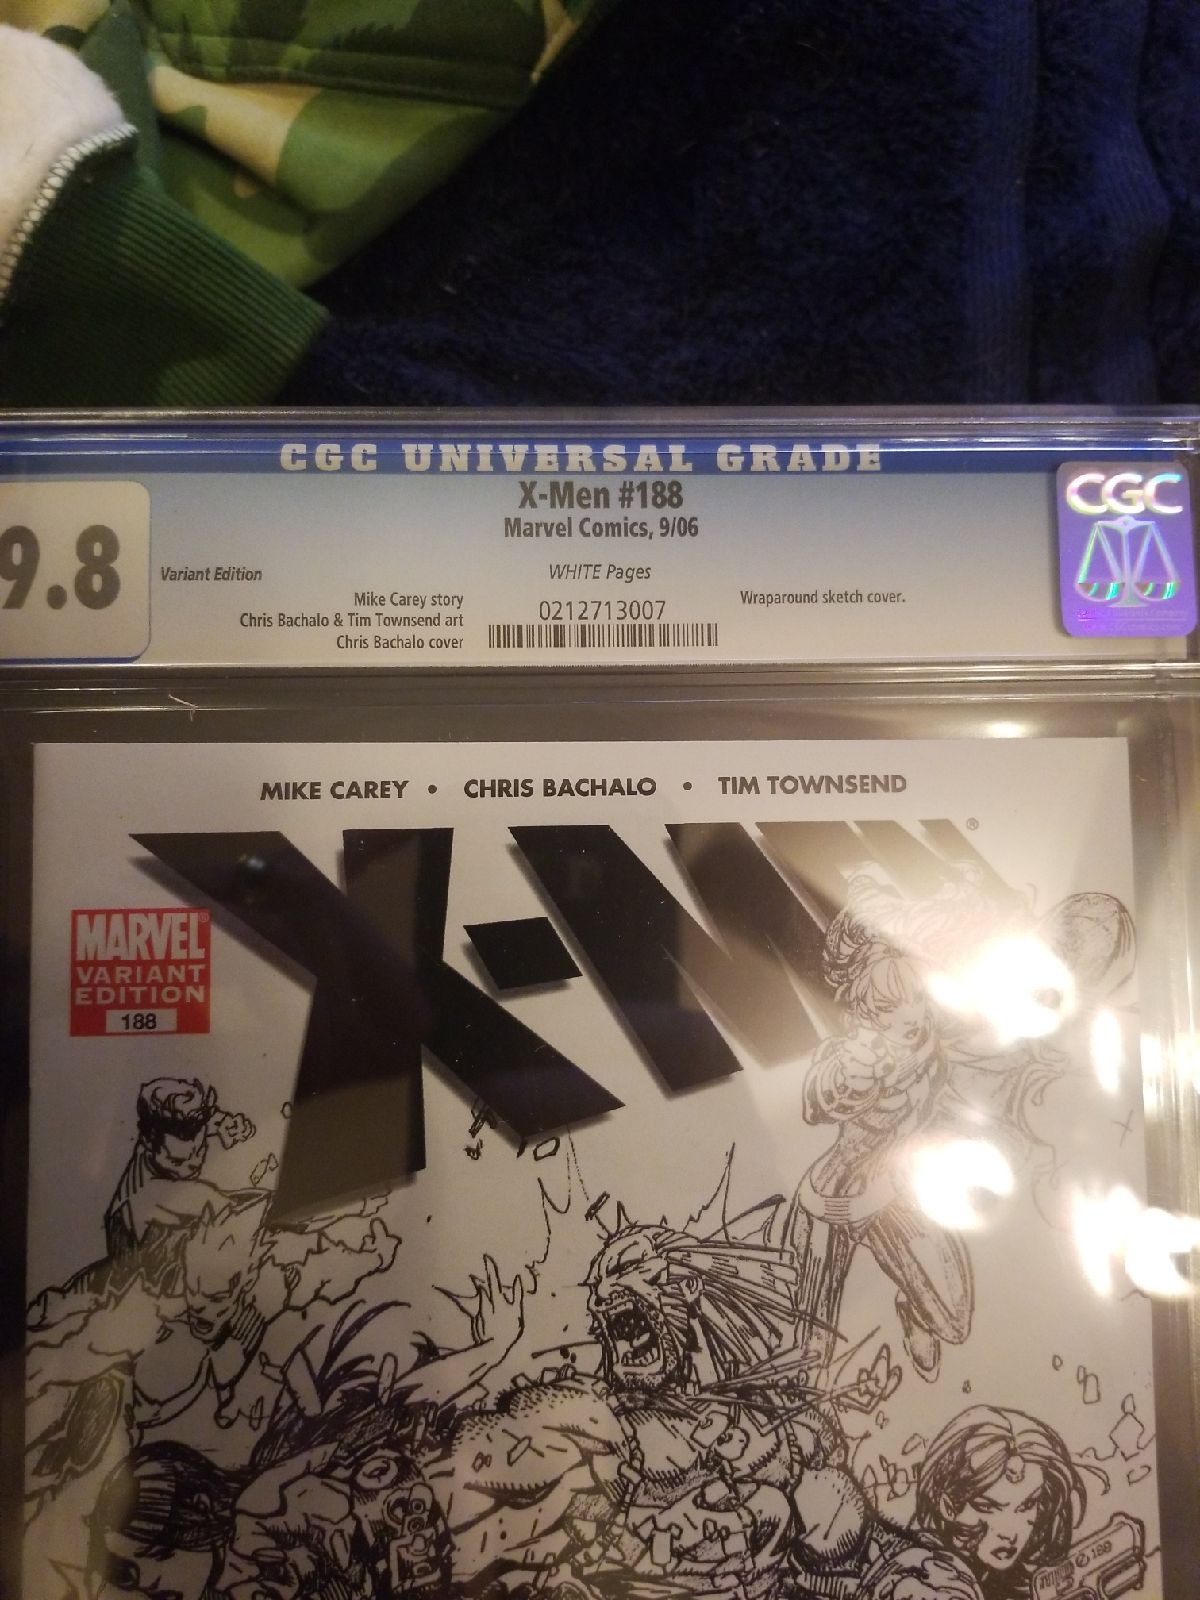 CGC UNIVERSAL GRADE
9.8
X-Men #188
Marvel Comics, 9/06
CGC
Variant Edition
WHITE Pages
Mike Carey story
Chris Bachalo & Tim Townsend art
Chris Bachalo cover
0212713007
Wraparound sketch cover.
MIKE CAREY • CHRIS BACHALO • TIM TOWNSEND
X-MEN®
MARVEL®
VARIANT
EDITION
188
188